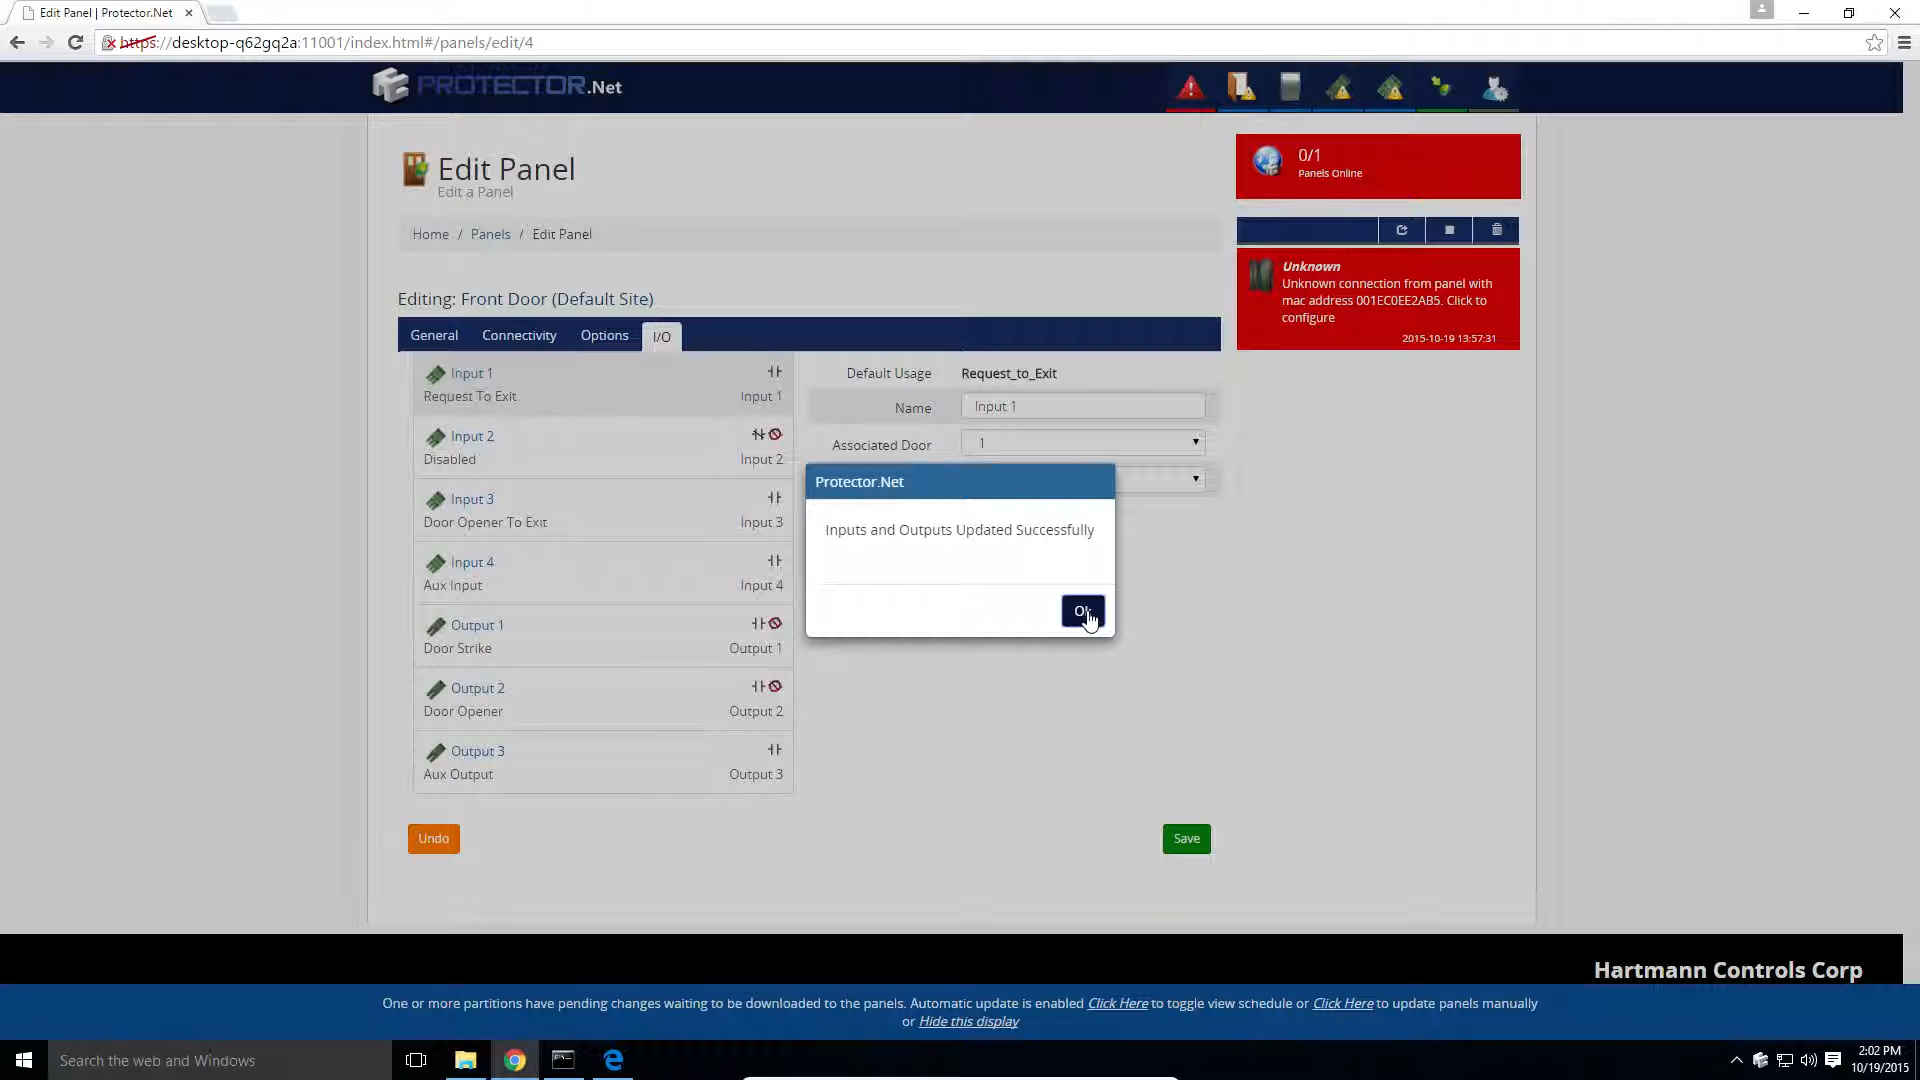 Edit Panel | Protector.Net
https://desktop-q62gq2a:11001/index.html#/panels/edit/4
PROTECTOR.Net
Edit Panel
Edit a Panel
Home / Panels / Edit Panel
0/1
Panels Online
Unknown
Unknown connection from panel with
mac address 001EC0EE2AB5. Click to
configure
2015-10-19 13:57:31
Editing: Front Door (Default Site)
General Connectivity Options I/O
Input 1
Request To Exit Input 1
Input 2
Disabled Input 2
Input 3
Door Opener To Exit Input 3
Input 4
Aux Input Input 4
Output 1
Door Strike Output 1
Output 2
Door Opener Output 2
Output 3
Aux Output Output 3
Default Usage Request_to_Exit
Name Input 1
Associated Door 1
Protector.Net
Inputs and Outputs Updated Successfully
Ok
Undo Save
Hartmann Controls Corp
One or more partitions have pending changes waiting to be downloaded to the panels. Automatic update is enabled Click Here to toggle view schedule or Click Here to update panels manually
or Hide this display
Search the web and Windows
2:02 PM
10/19/2015